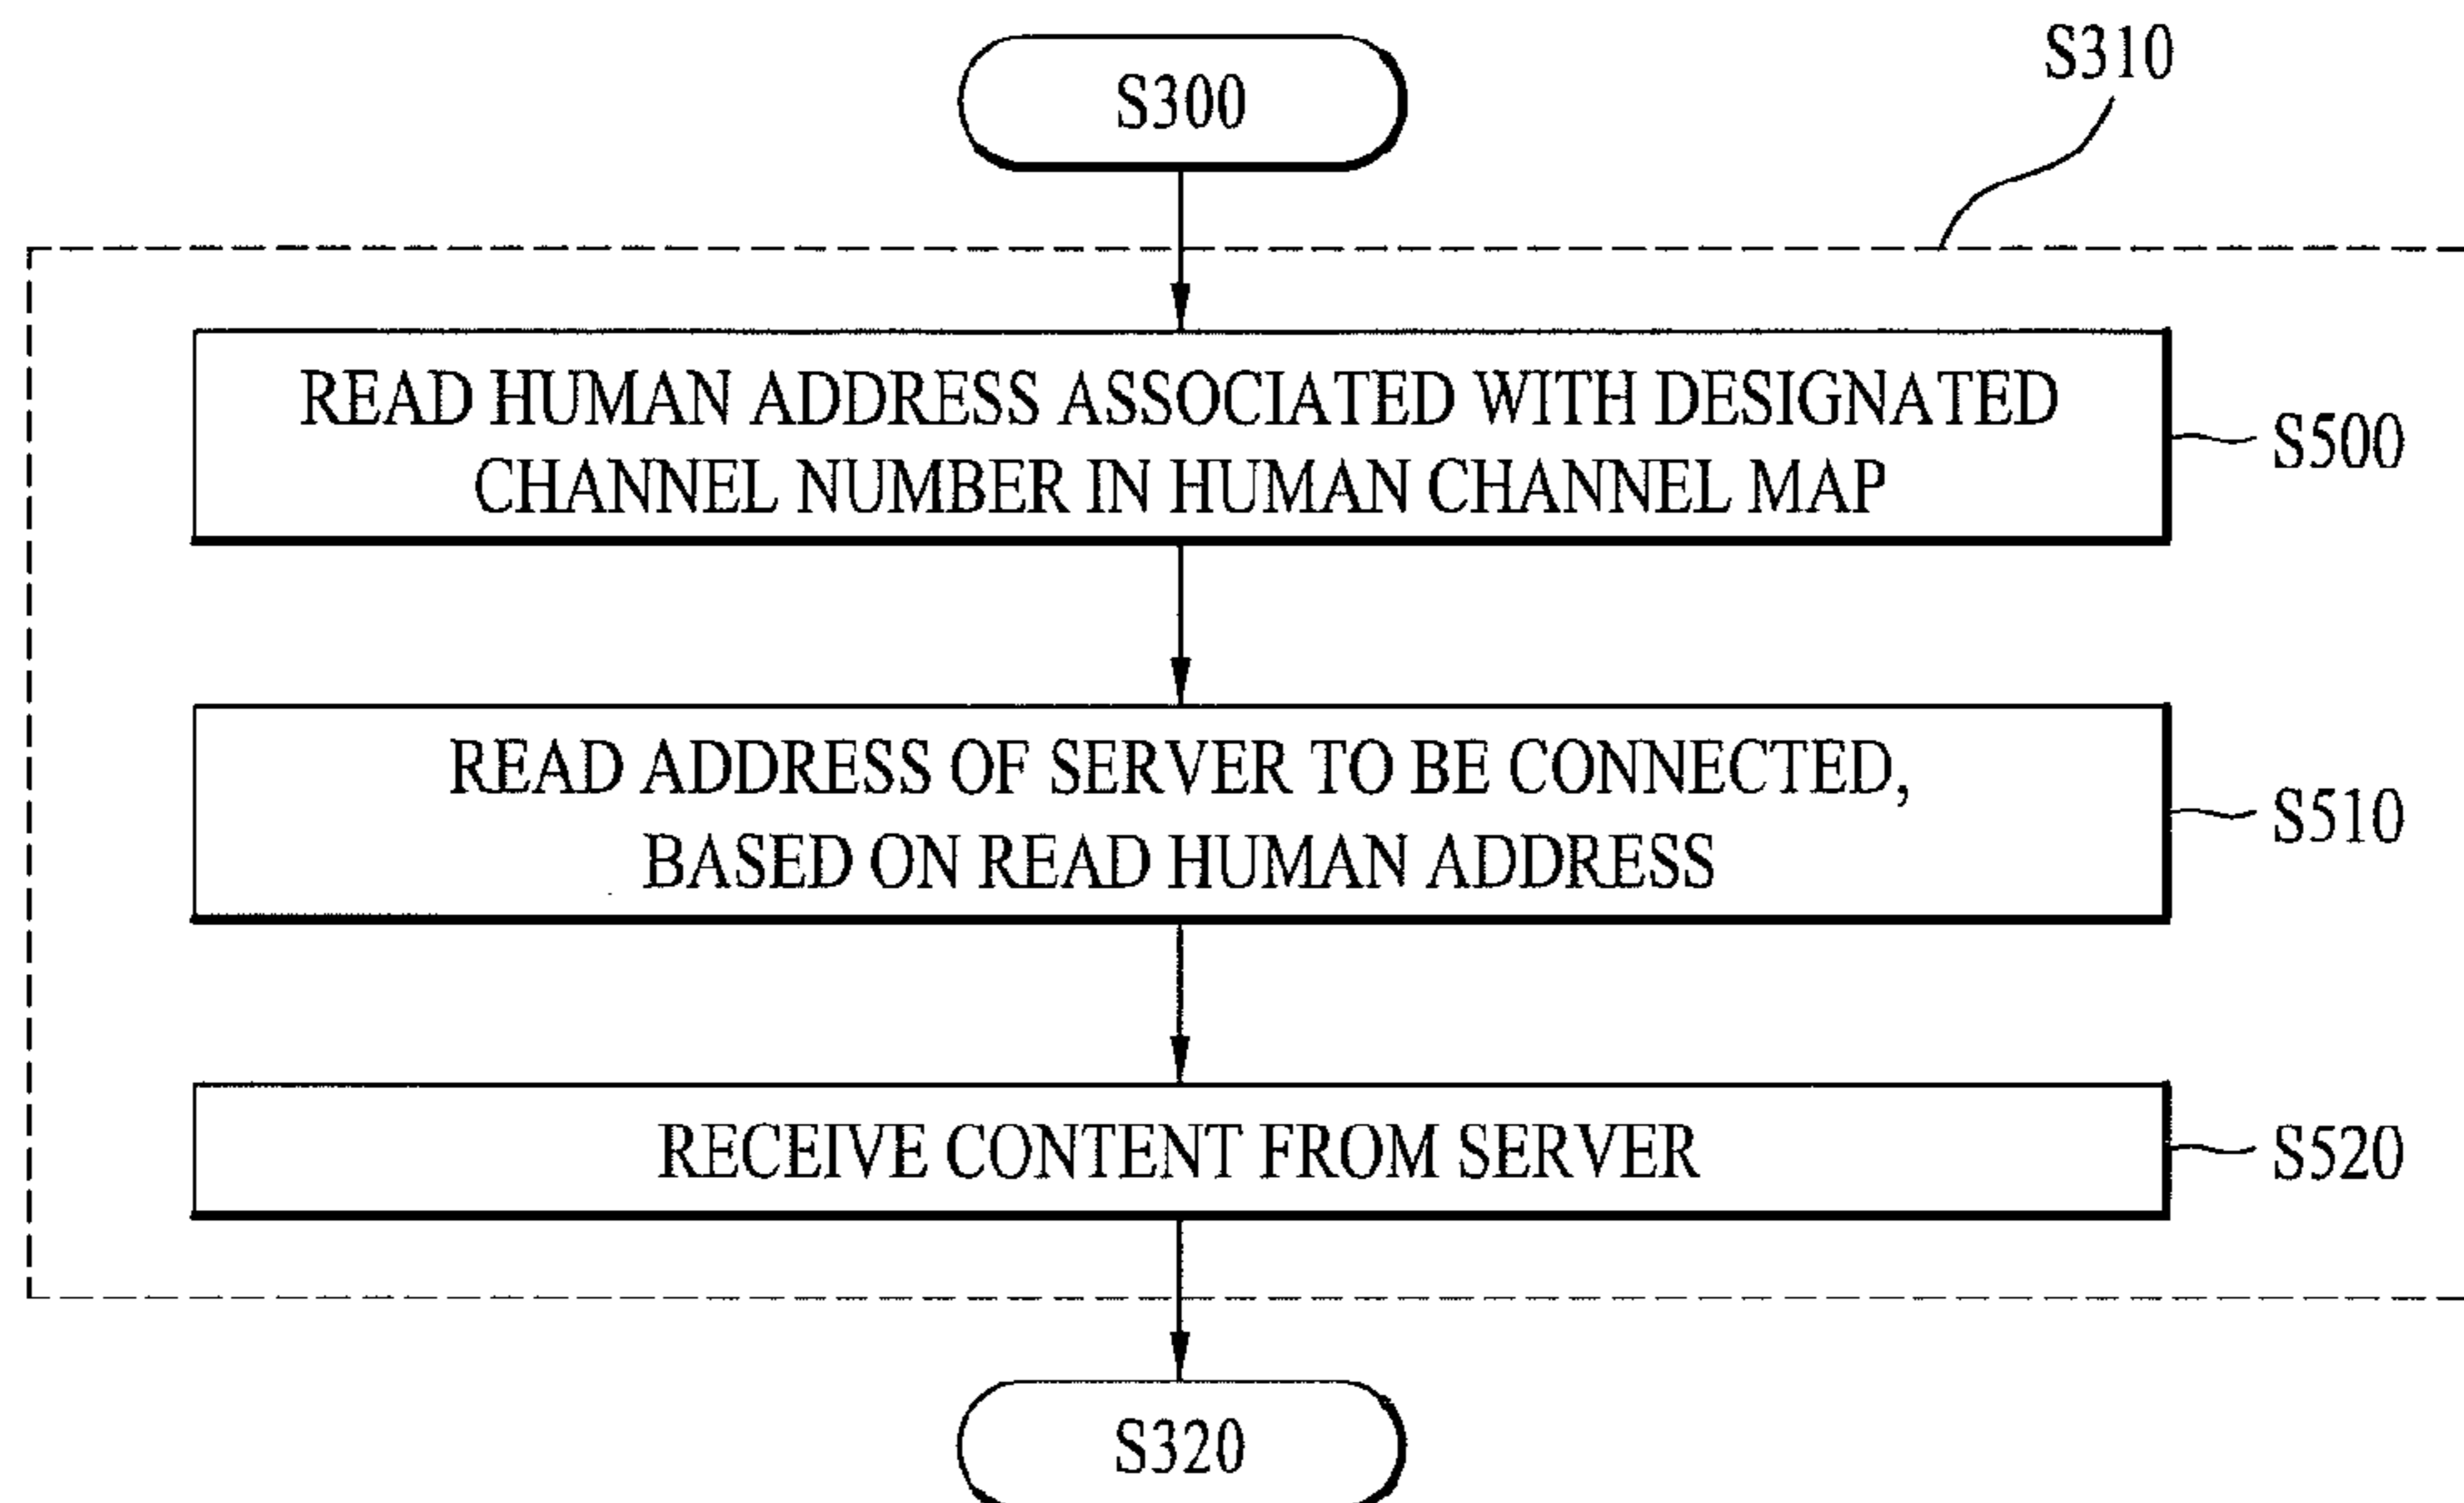 S310
S300
READ HUMAN ADDRESS ASSOCIATED WITH DESIGNATED
CHANNEL NUMBER IN HUMAN CHANNEL MAP
S500
READ ADDRESS OF SERVER TO BE CONNECTED,
BASED ON READ HUMAN ADDRESS
S510
RECEIVE CONTENT FROM SERVER
S520
S320